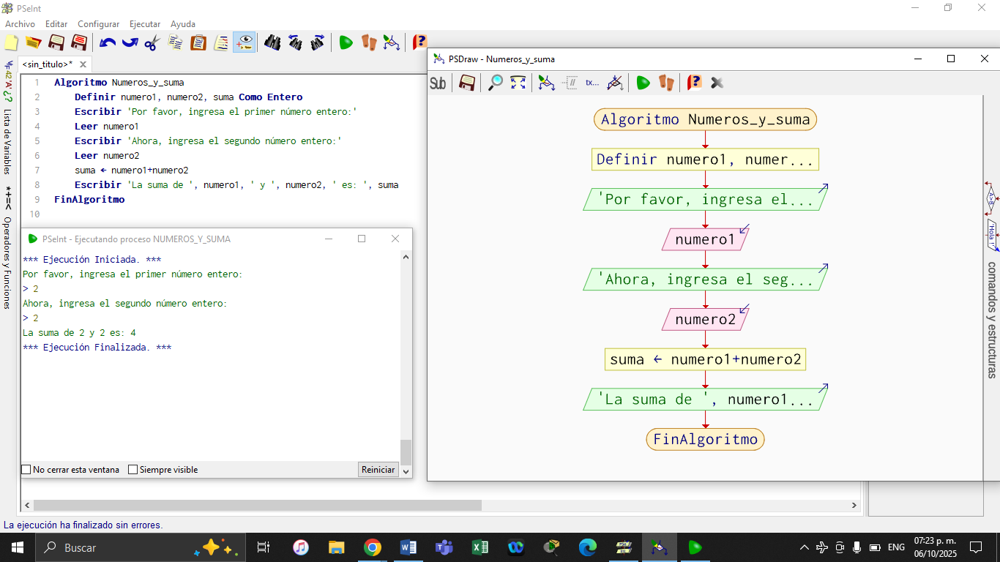 PSeInt
Archivo Editar Configurar Ejecutar Ayuda
<sin_titulo>*
Lista de Variables
Operadores y Funciones
1 Algoritmo Numeros_y_suma
2 Definir numero1, numero2, suma Como Entero
3 Escribir 'Por favor, ingresa el primer número entero:'
4 Leer numero1
5 Escribir 'Ahora, ingresa el segundo número entero:'
6 Leer numero2
7 suma ← numero1+numero2
8 Escribir 'La suma de ', numero1, ' y ', numero2, ' es: ', suma
9 FinAlgoritmo
10
PSeInt - Ejecutando proceso NUMEROS_Y_SUMA
*** Ejecución Iniciada. ***
Por favor, ingresa el primer número entero:
> 2
Ahora, ingresa el segundo número entero:
> 2
La suma de 2 y 2 es: 4
*** Ejecución Finalizada. ***
No cerrar esta ventana Siempre visible Reiniciar
PSDraw - Numeros_y_suma
Sub
tx...
Algoritmo Numeros_y_suma
Definir numero1, numer...
'Por favor, ingresa el...
numero1
'Ahora, ingresa el seg...
numero2
suma ← numero1+numero2
'La suma de ', numero1...
FinAlgoritmo
A>B
'Hola !'
comandos y estructuras
La ejecución ha finalizado sin errores.
Buscar
ENG
07:23 p. m.
06/10/2025